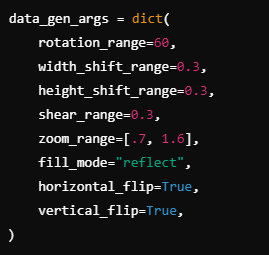 data_gen_args = dict(
    rotation_range=60,
    width_shift_range=0.3,
    height_shift_range=0.3,
    shear_range=0.3,
    zoom_range=[.7, 1.6],
    fill_mode="reflect",
    horizontal_flip=True,
    vertical_flip=True,
)